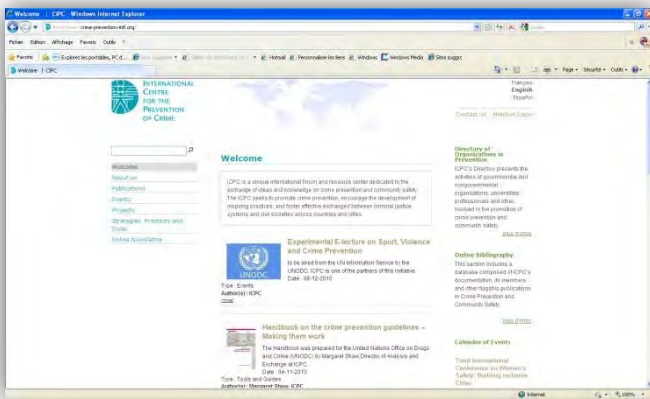 Welcome | CIPC - Windows Internet Explorer
crime-prevention-intl.org
Fichier Edition Affichage Favoris Outils ?
Favoris
Hotmail Personnaliser les liens Windows Windows Media
Welcome | CIPC
Page Sécurité Outils
INTERNATIONAL
CENTRE
FOR THE
PREVENTION
OF CRIME
Français
English
Español
Contact us
Welcome
About us
Publications
Events
Projects
Strategies, Practices and
Tools
Online Newsletter
Welcome
ICPC is a unique international forum and resource center dedicated to the
exchange of ideas and knowledge on crime prevention and community safety.
The ICPC seeks to promote crime prevention, encourage the development of
inspiring practices, and foster effective exchanges between criminal justice
systems, and civil societies across countries and cities.
UNODC
Experimental E-lecture on Sport, Violence
and Crime Prevention
to be aired from the UN Information Service by the
UNODC. ICPC is one of the partners of this initiative.
Date : 08-12-2010
Type : Events
Author(s): ICPC
Handbook on the crime prevention guidelines –
Making them work
The Handbook was prepared for the United Nations Office on Drugs
and Crime (UNODC) by Margaret Shaw, Director of Analysis and
Exchange at ICPC.
Date : 04-11-2010
Type : Tools and Guides
Author(s): Margaret Shaw, ICPC
Directory of
Organizations in
Prevention
ICPC's Directory presents the
activities of governmental and
nongovernmental
organizations, universities,
professionals and other
involved in the promotion of
crime prevention and
community safety.
Online Bibliography
This section includes a
database comprised of ICPC's
documentation, its members
and other flagship publications
in Crime Prevention and
Community Safety.
Calendar of Events
Third International
Conference on Women's
Safety: Building Inclusive
Cities
Internet
100%